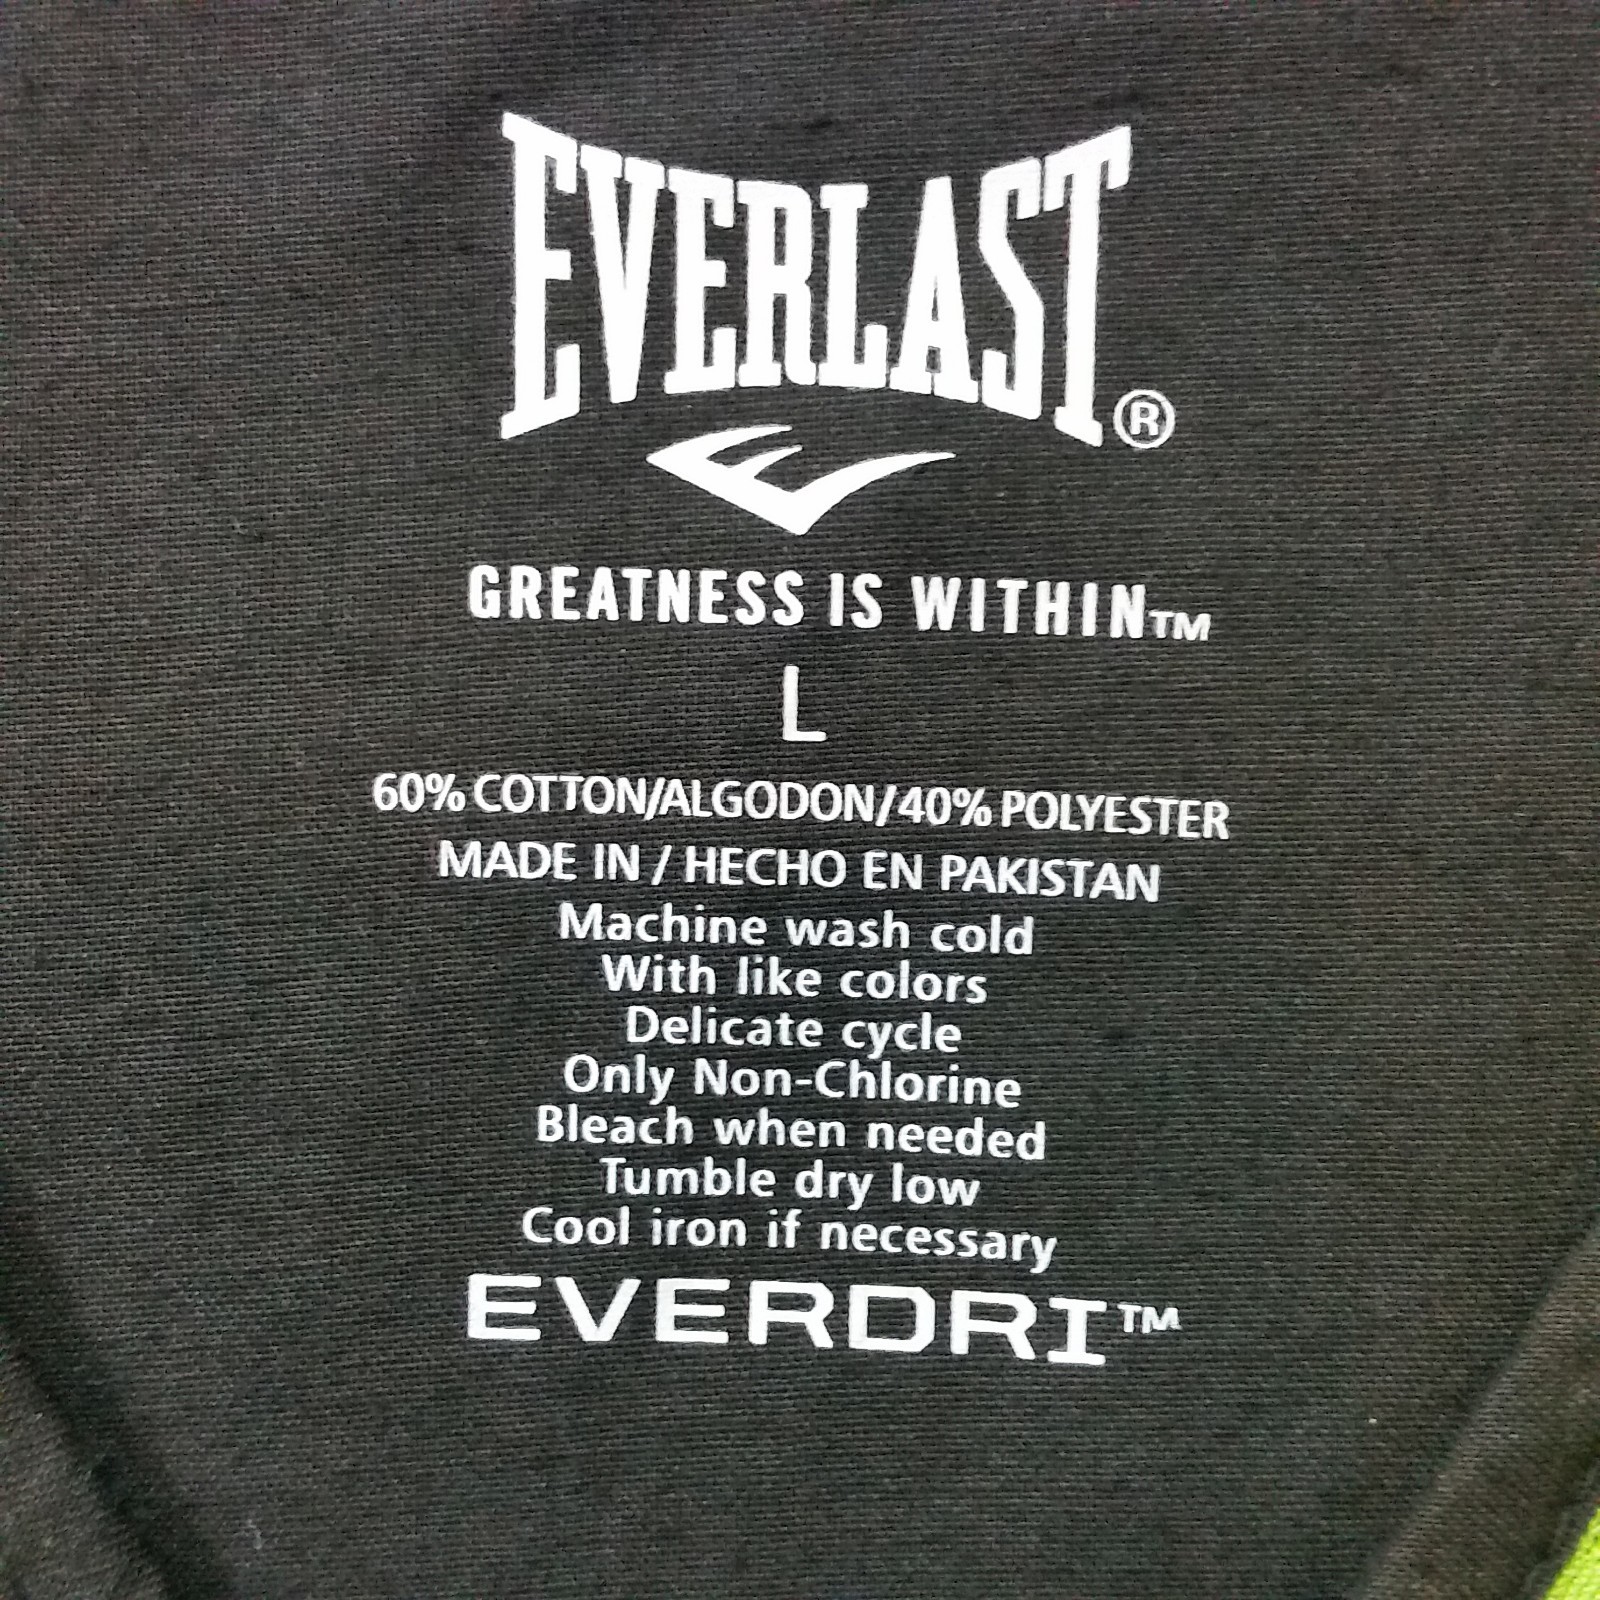 EVERLAST®
GREATNESS IS WITHIN™
L
60% COTTON/ALGODON/40% POLYESTER
MADE IN / HECHO EN PAKISTAN
Machine wash cold
With like colors
Delicate cycle
Only Non-Chlorine
Bleach when needed
Tumble dry low
Cool iron if necessary
EVERDRI™